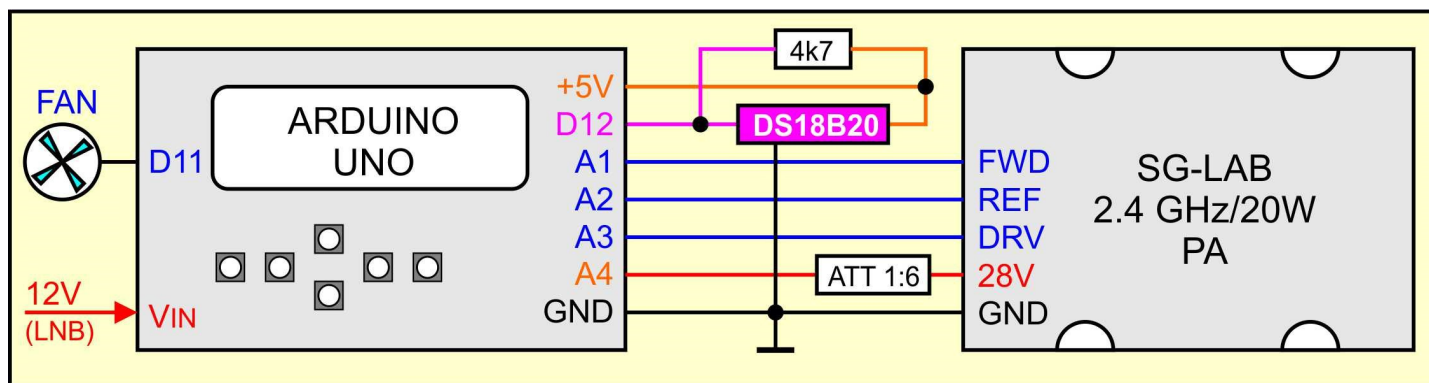 FAN
D11
12V
(LNB)
VIN
ARDUINO
UNO
+5V
D12
A1
A2
A3
A4
GND
4k7
DS18B20
ATT 1:6
FWD
REF
DRV
28V
GND
SG-LAB
2.4 GHz/20W
PA